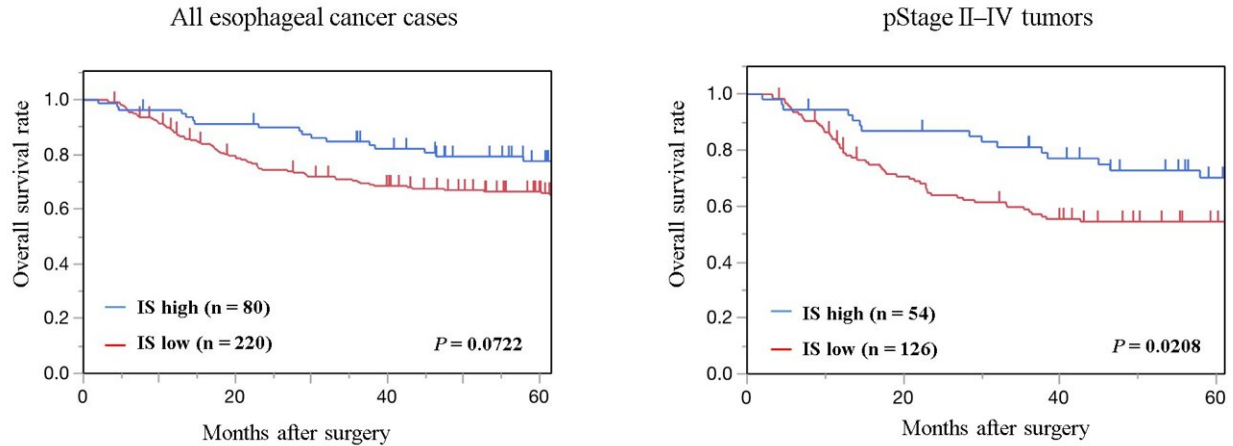 All esophageal cancer cases
Overall survival rate
1.0
0.8
0.6
0.4
0.2
0.0
IS high (n = 80)
IS low (n = 220)
P = 0.0722
0
20
40
60
Months after surgery
pStage II–IV tumors
Overall survival rate
1.0
0.8
0.6
0.4
0.2
0.0
IS high (n = 54)
IS low (n = 126)
P = 0.0208
0
20
40
60
Months after surgery